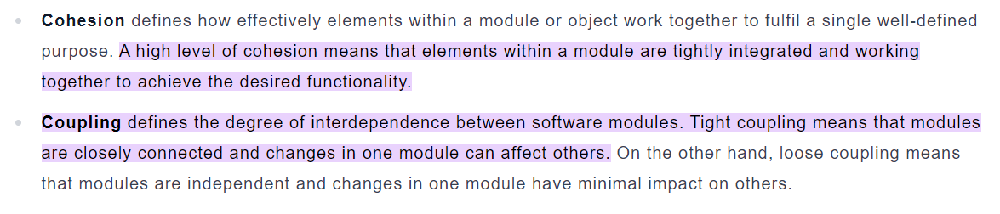 Cohesion defines how effectively elements within a module or object work together to fulfil a single well-defined
purpose. A high level of cohesion means that elements within a module are tightly integrated and working
together to achieve the desired functionality.
Coupling defines the degree of interdependence between software modules. Tight coupling means that modules
are closely connected and changes in one module can affect others. On the other hand, loose coupling means
that modules are independent and changes in one module have minimal impact on others.